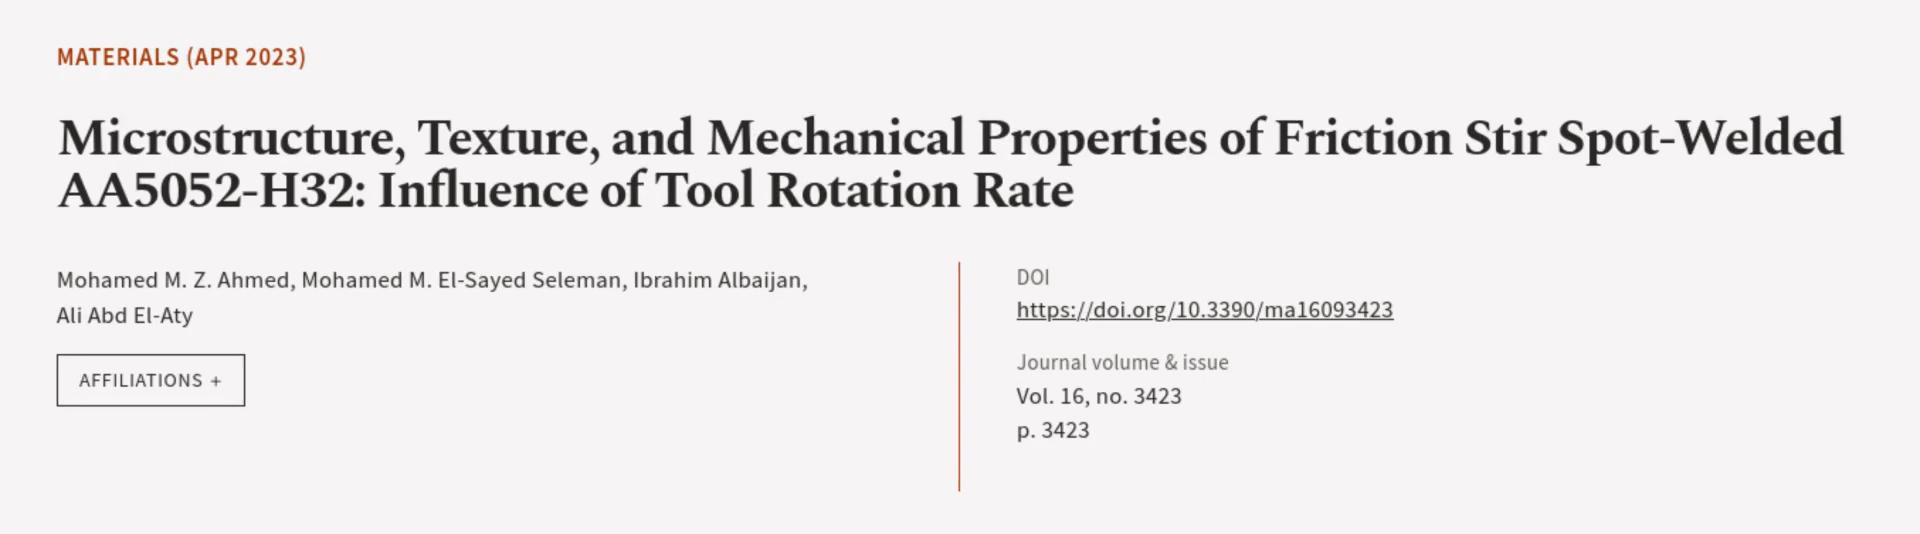 MATERIALS (APR 2023)
Microstructure, Texture, and Mechanical Properties of Friction Stir Spot-Welded
AA5052-H32: Influence of Tool Rotation Rate
Mohamed M. Z. Ahmed, Mohamed M. El-Sayed Seleman, Ibrahim Albaijan,
Ali Abd El-Aty
AFFILIATIONS +
DOI
https://doi.org/10.3390/ma16093423
Journal volume & issue
Vol. 16, no. 3423
p. 3423